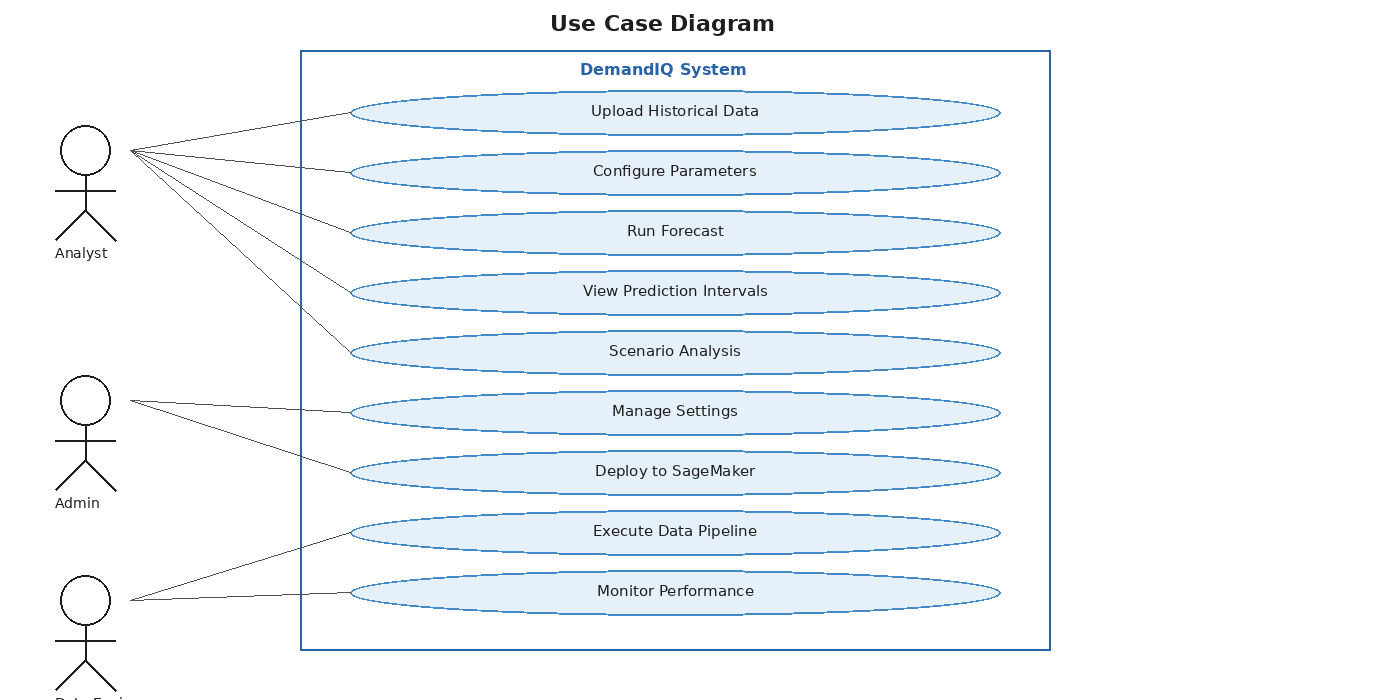 Use Case Diagram
DemandIQ System
Upload Historical Data
Configure Parameters
Run Forecast
View Prediction Intervals
Scenario Analysis
Manage Settings
Deploy to SageMaker
Execute Data Pipeline
Monitor Performance
Analyst
Admin